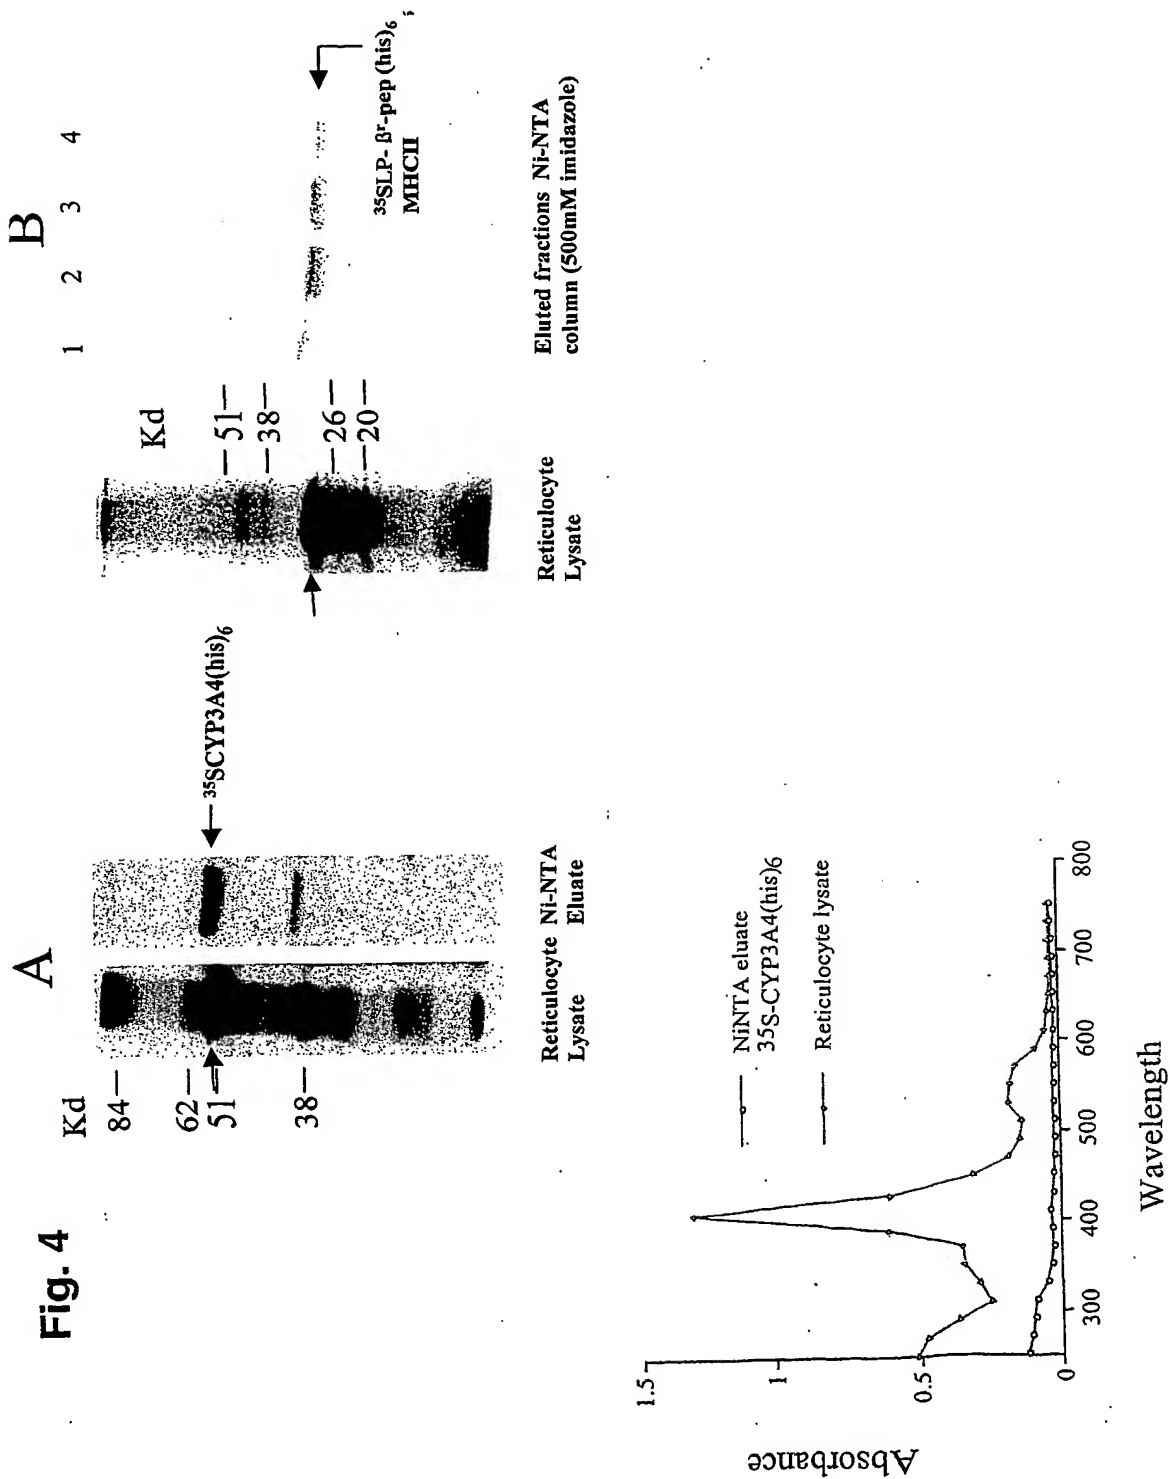 Fig. 4
A
Kd
84—
62—
51
38—
Reticulocyte
Lysate
Ni-NTA
Eluate
³⁵SCYP3A4(his)₆
B
Kd
—51—
—38—
—26—
—20—
Reticulocyte
Lysate
1 2 3 4
³⁵SLP- βʳ-pep (his)₆ ;
MHCII
Eluted fractions Ni-NTA
column (500mM imidazole)
Absorbance
1.5
1
0.5
0
300 400 500 600 700 800
Wavelength
NiNTA eluate
35S-CYP3A4(his)6
Reticulocyte lysate